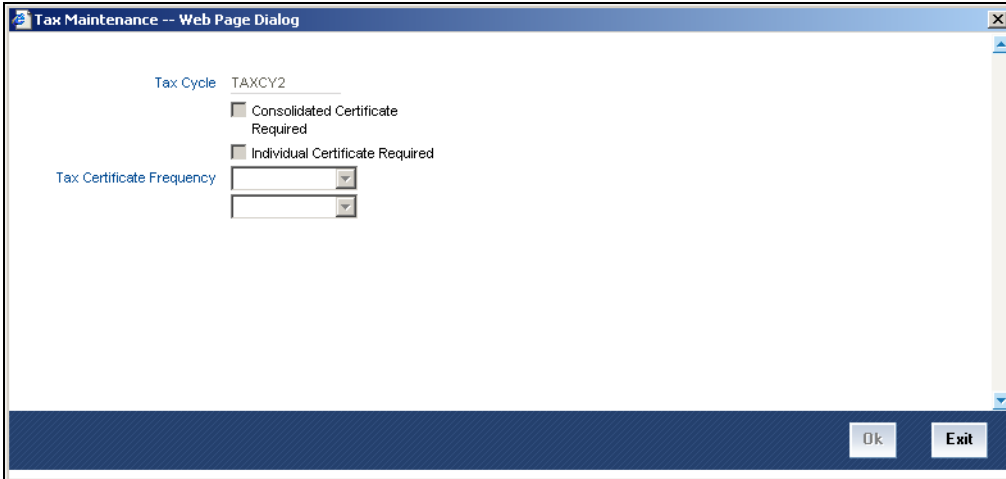 Tax Maintenance -- Web Page Dialog
Tax Cycle TAXCY2
Consolidated Certificate
Required
Individual Certificate Required
Tax Certificate Frequency
Ok Exit